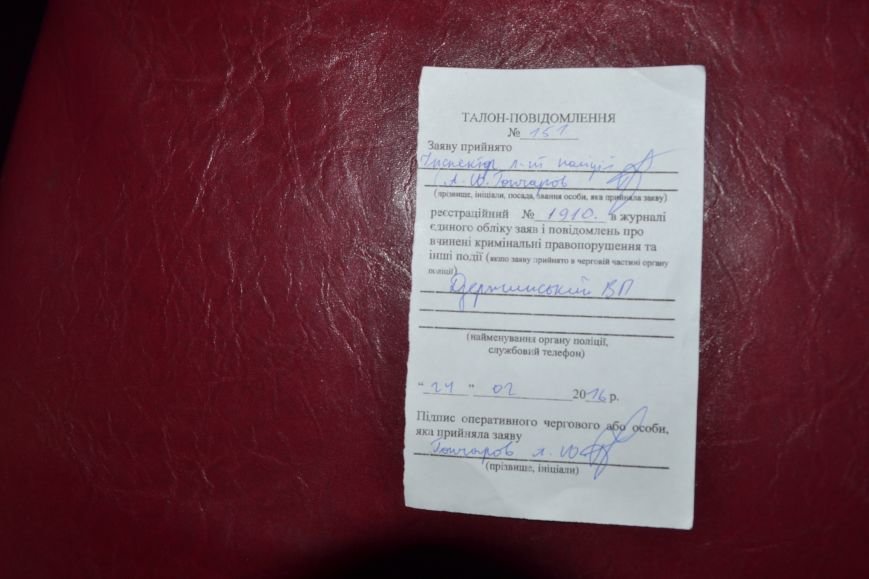 ТАЛОН-ПОВІДОМЛЕННЯ
№ 151
Заяву прийнято
Інспектор л-т поліції
А. Ю. Гончаров
(прізвище, ініціали, посада, звання особи, яка прийняла заяву)
реєстраційний № 1910. в журналі
єдиного обліку заяв і повідомлень про
вчинені кримінальні правопорушення та
інші події (якщо заяву прийнято в черговій частині органу
поліції)
Дзержинський ВП
(найменування органу поліції,
службовий телефон)
“ 24 ” 02 2016 р.
Підпис оперативного чергового або особи,
яка прийняла заяву
Гончаров А. Ю.
(прізвище, ініціали)